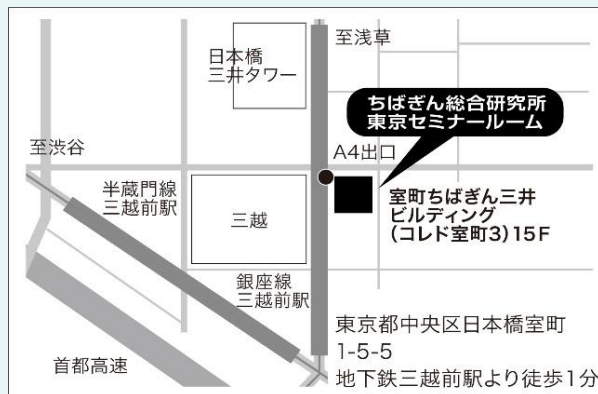 至浅草
日本橋
三井タワー
ちばぎん総合研究所
東京セミナールーム
A4出口
至渋谷
半蔵門線
三越前駅
三越
室町ちばぎん三井
ビルディング
(コレド室町3)15F
銀座線
三越前駅
東京都中央区日本橋室町
1-5-5
地下鉄三越前駅より徒歩1分
首都高速